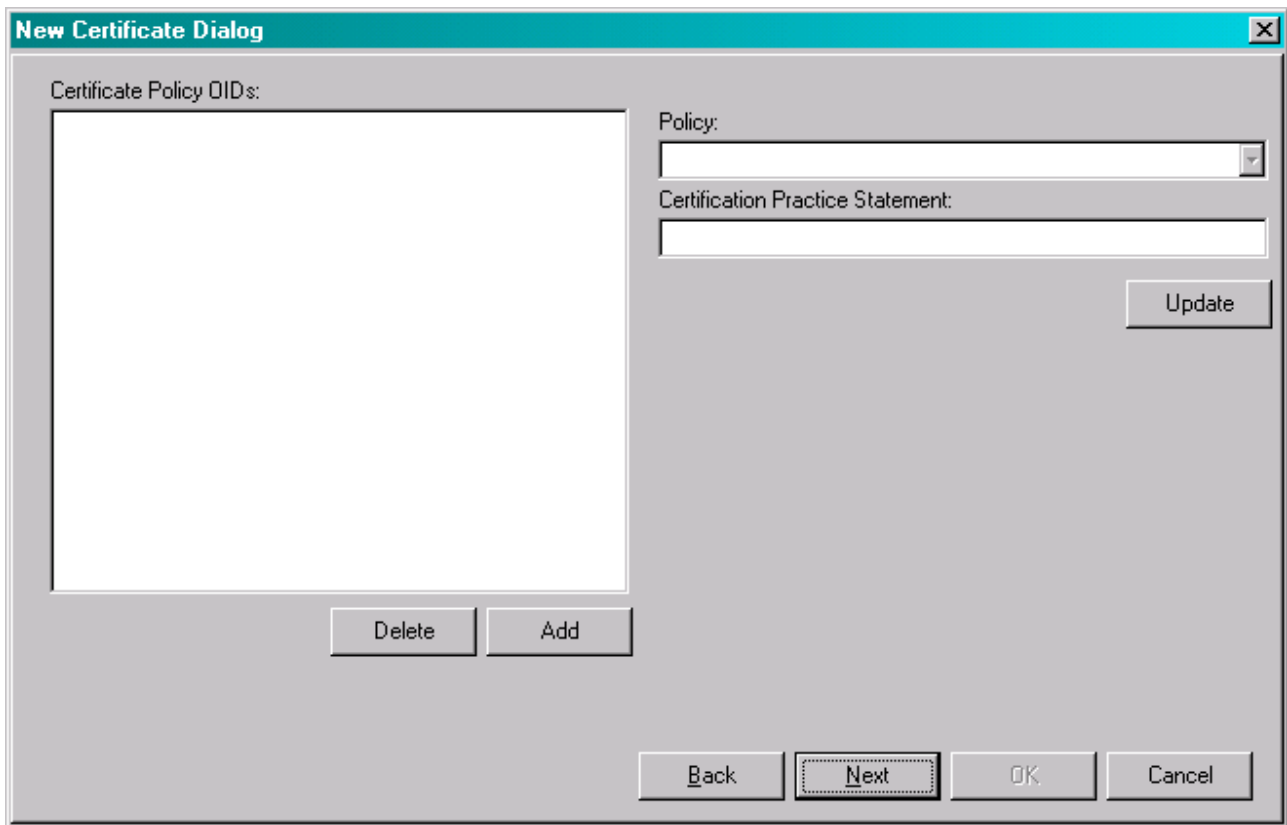 New Certificate Dialog
Certificate Policy OIDs:
Policy:
Certification Practice Statement:
Update
Delete Add
Back Next OK Cancel